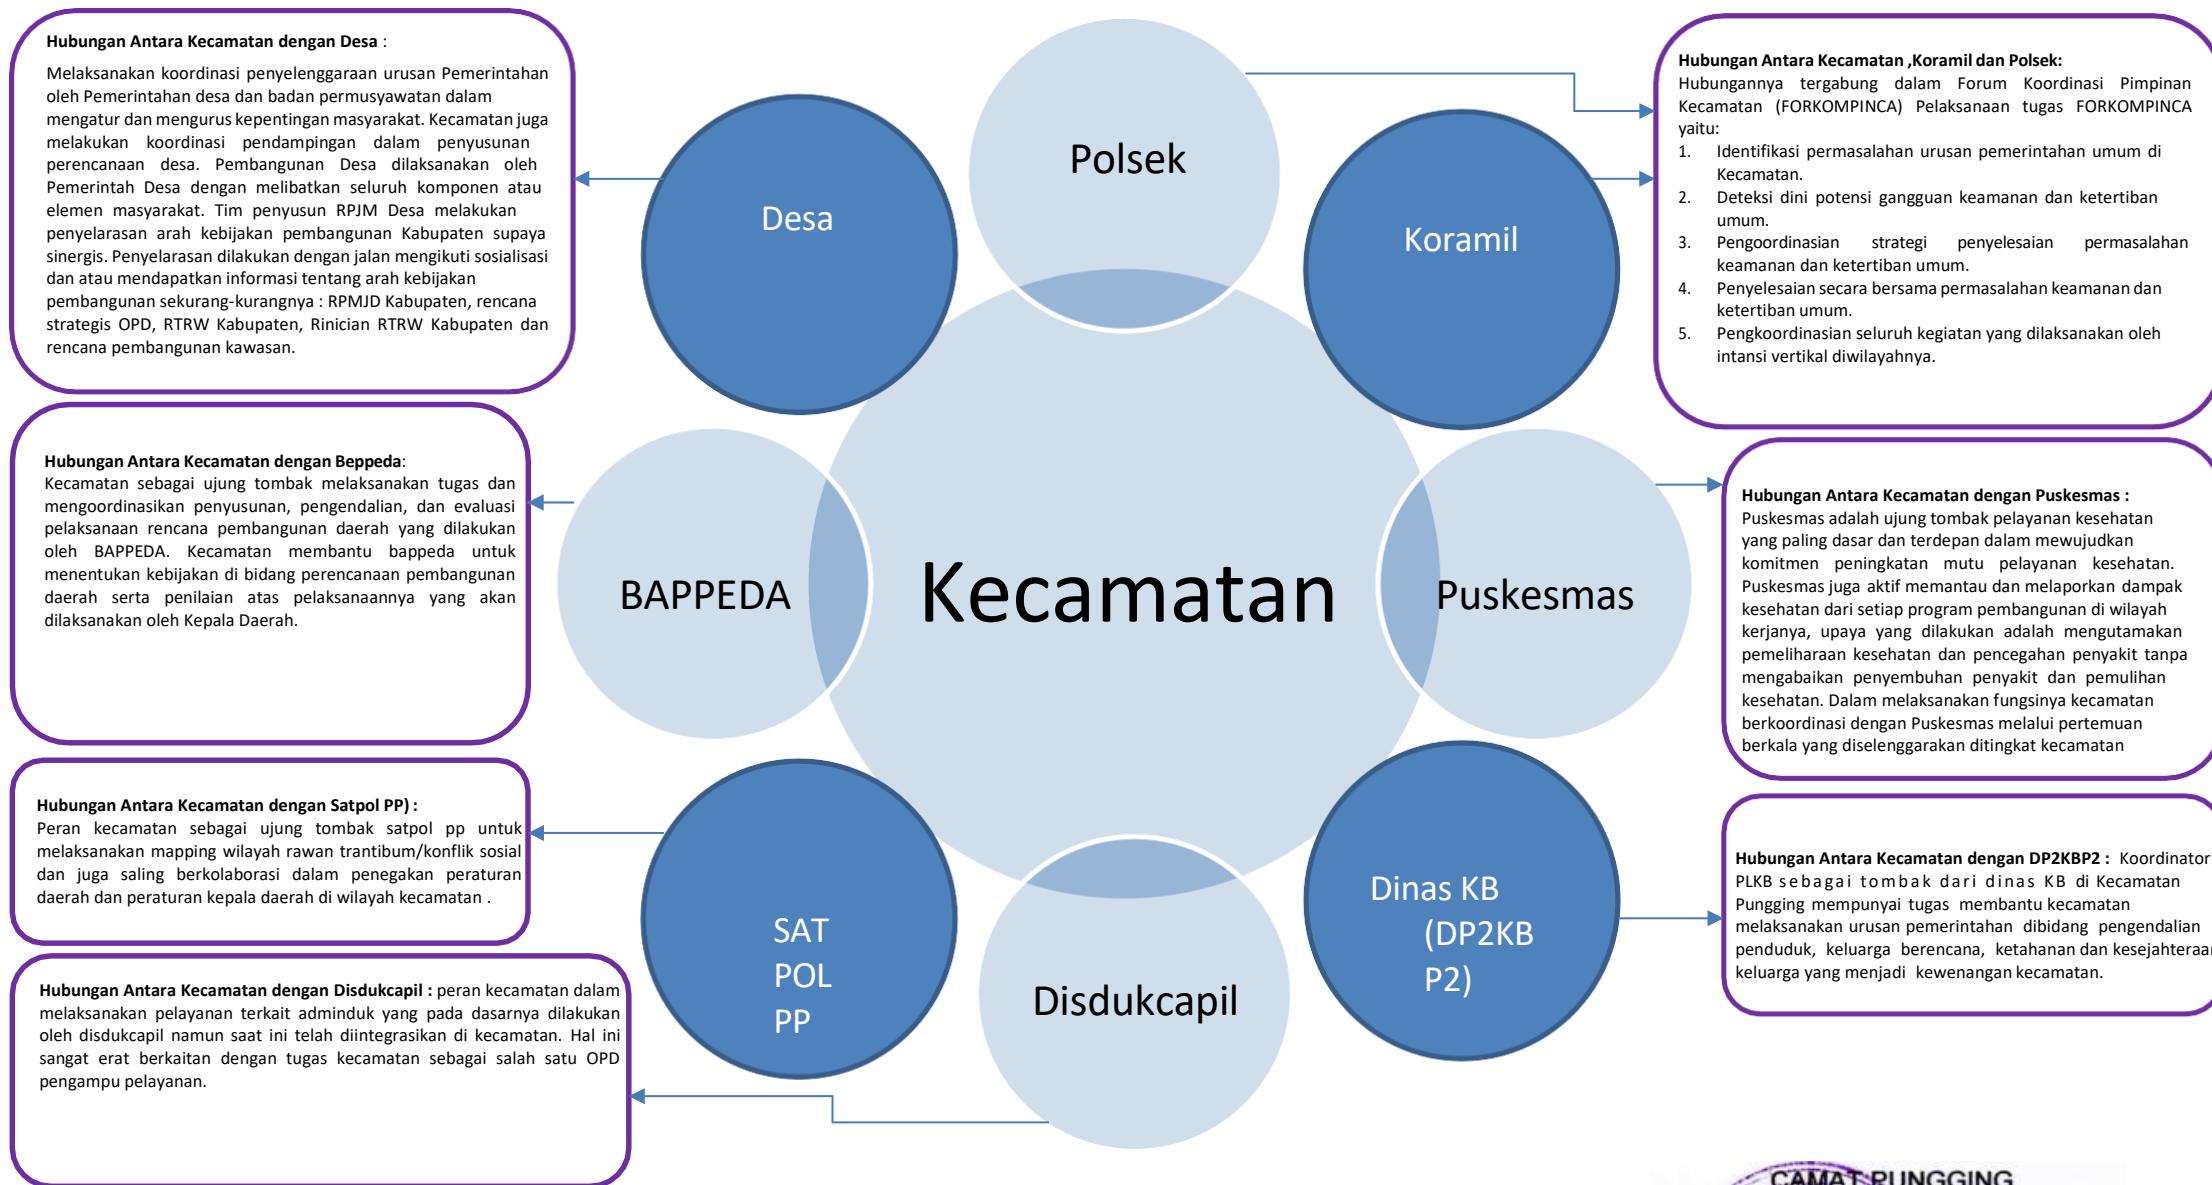 Hubungan Antara Kecamatan dengan Desa :
Melaksanakan koordinasi penyelenggaraan urusan Pemerintahan
oleh Pemerintahan desa dan badan permusyawatan dalam
mengatur dan mengurus kepentingan masyarakat. Kecamatan juga
melakukan koordinasi pendampingan dalam penyusunan
perencanaan desa. Pembangunan Desa dilaksanakan oleh
Pemerintah Desa dengan melibatkan seluruh komponen atau
elemen masyarakat. Tim penyusun RPJM Desa melakukan
penyelarasan arah kebijakan pembangunan Kabupaten supaya
sinergis. Penyelarasan dilakukan dengan jalan mengikuti sosialisasi
dan atau mendapatkan informasi tentang arah kebijakan
pembangunan sekurang-kurangnya : RPMJD Kabupaten, rencana
strategis OPD, RTRW Kabupaten, Rinician RTRW Kabupaten dan
rencana pembangunan kawasan.
Hubungan Antara Kecamatan dengan Beppeda:
Kecamatan sebagai ujung tombak melaksanakan tugas dan
mengoordinasikan penyusunan, pengendalian, dan evaluasi
pelaksanaan rencana pembangunan daerah yang dilakukan
oleh BAPPEDA. Kecamatan membantu bappeda untuk
menentukan kebijakan di bidang perencanaan pembangunan
daerah serta penilaian atas pelaksanaannya yang akan
dilaksanakan oleh Kepala Daerah.
Hubungan Antara Kecamatan dengan Satpol PP) :
Peran kecamatan sebagai ujung tombak satpol pp untuk
melaksanakan mapping wilayah rawan trantibum/konflik sosial
dan juga saling berkolaborasi dalam penegakan peraturan
daerah dan peraturan kepala daerah di wilayah kecamatan .
Hubungan Antara Kecamatan dengan Disdukcapil : peran kecamatan dalam
melaksanakan pelayanan terkait adminduk yang pada dasarnya dilakukan
oleh disdukcapil namun saat ini telah diintegrasikan di kecamatan. Hal ini
sangat erat berkaitan dengan tugas kecamatan sebagai salah satu OPD
pengampu pelayanan.
Polsek
Desa
Koramil
BAPPEDA
Kecamatan
Puskesmas
SAT
POL
PP
Disdukcapil
Dinas KB
(DP2KB
P2)
Hubungan Antara Kecamatan ,Koramil dan Polsek:
Hubungannya tergabung dalam Forum Koordinasi Pimpinan
Kecamatan (FORKOMPINCA) Pelaksanaan tugas FORKOMPINCA
yaitu:
1. Identifikasi permasalahan urusan pemerintahan umum di
Kecamatan.
2. Deteksi dini potensi gangguan keamanan dan ketertiban
umum.
3. Pengoordinasian strategi penyelesaian permasalahan
keamanan dan ketertiban umum.
4. Penyelesaian secara bersama permasalahan keamanan dan
ketertiban umum.
5. Pengkoordinasian seluruh kegiatan yang dilaksanakan oleh
intansi vertikal diwilayahnya.
Hubungan Antara Kecamatan dengan Puskesmas :
Puskesmas adalah ujung tombak pelayanan kesehatan
yang paling dasar dan terdepan dalam mewujudkan
komitmen peningkatan mutu pelayanan kesehatan.
Puskesmas juga aktif memantau dan melaporkan dampak
kesehatan dari setiap program pembangunan di wilayah
kerjanya, upaya yang dilakukan adalah mengutamakan
pemeliharaan kesehatan dan pencegahan penyakit tanpa
mengabaikan penyembuhan penyakit dan pemulihan
kesehatan. Dalam melaksanakan fungsinya kecamatan
berkoordinasi dengan Puskesmas melalui pertemuan
berkala yang diselenggarakan ditingkat kecamatan
Hubungan Antara Kecamatan dengan DP2KBP2 : Koordinator
PLKB sebagai tombak dari dinas KB di Kecamatan
Pungging mempunyai tugas membantu kecamatan
melaksanakan urusan pemerintahan dibidang pengendalian
penduduk, keluarga berencana, ketahanan dan kesejahteraan
keluarga yang menjadi kewenangan kecamatan.
CAMAT PUNGGING